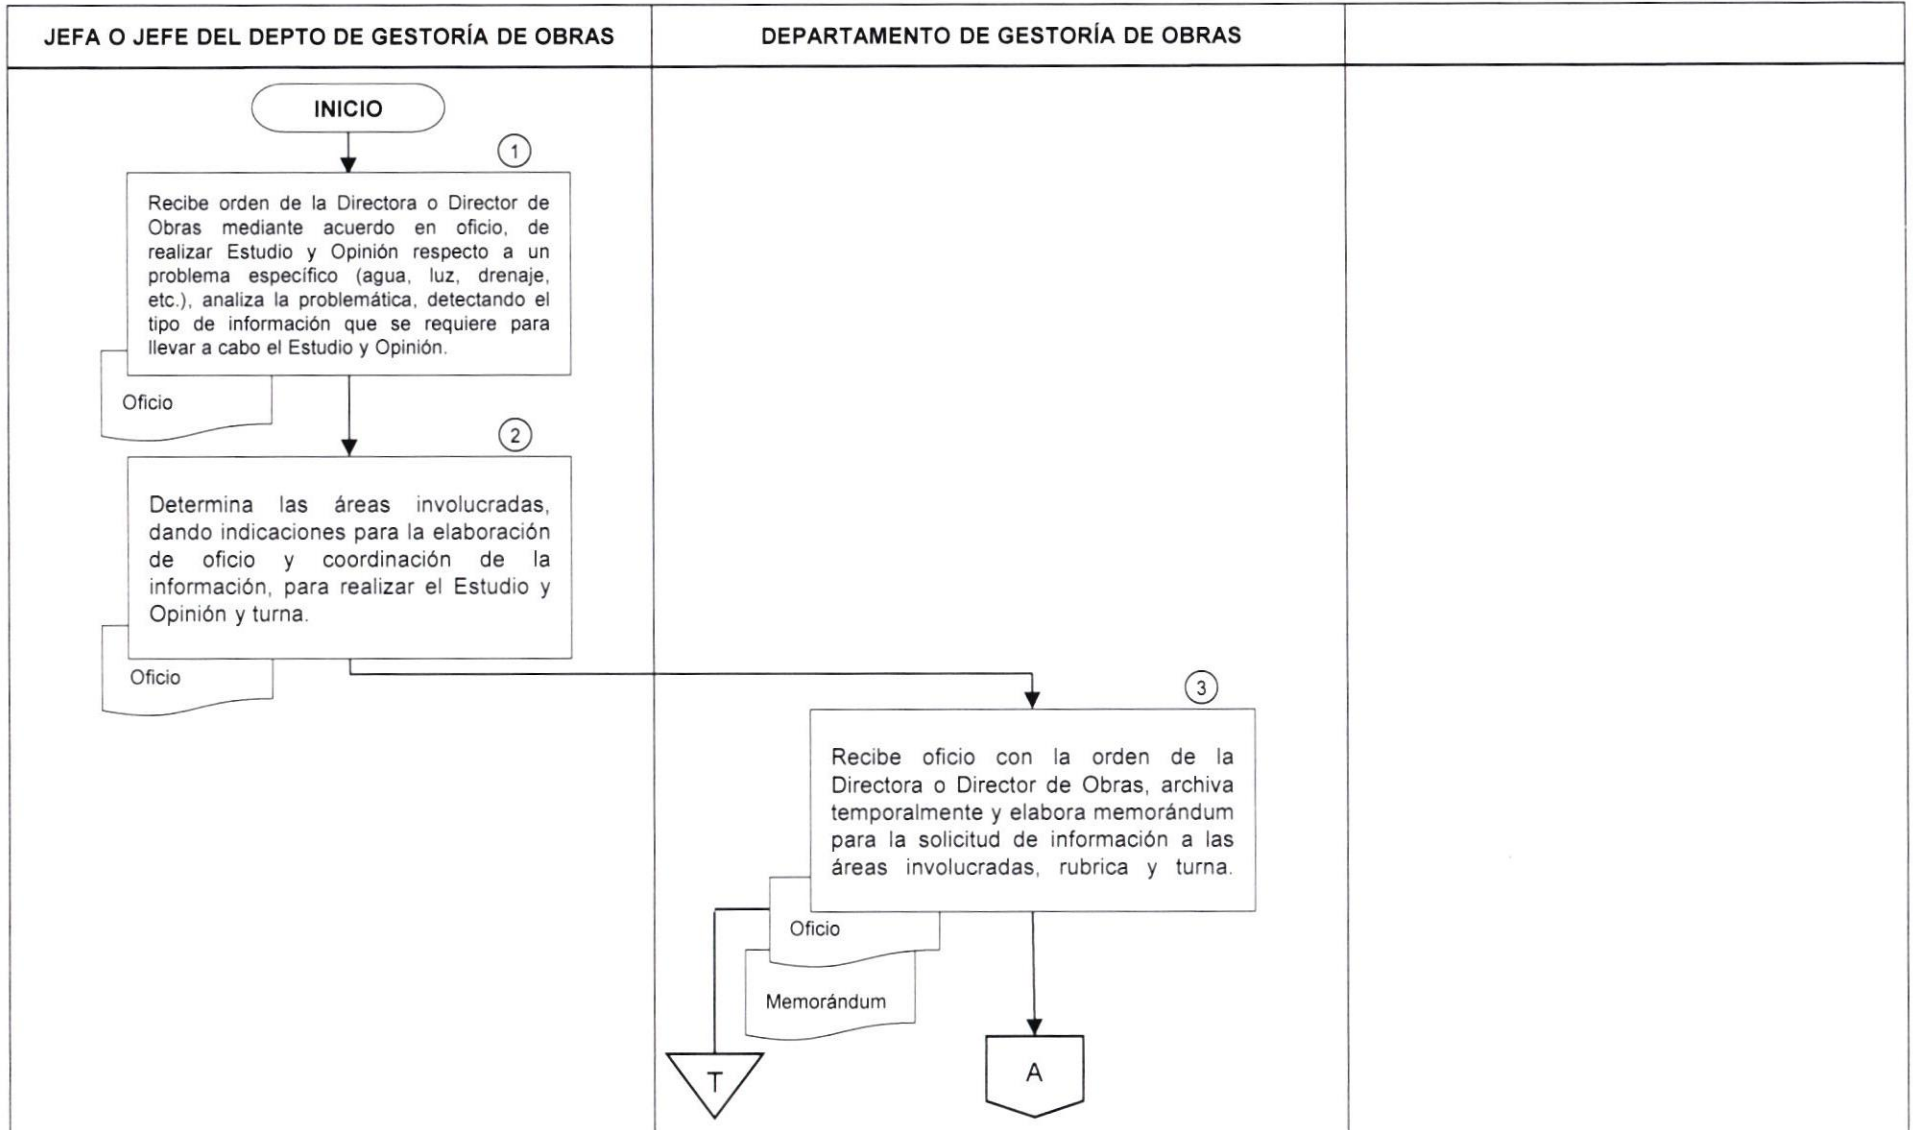 JEFA O JEFE DEL DEPTO DE GESTORÍA DE OBRAS
DEPARTAMENTO DE GESTORÍA DE OBRAS
INICIO
1
Recibe orden de la Directora o Director de
Obras mediante acuerdo en oficio, de
realizar Estudio y Opinión respecto a un
problema específico (agua, luz, drenaje,
etc.), analiza la problemática, detectando el
tipo de información que se requiere para
llevar a cabo el Estudio y Opinión.
Oficio
2
Determina las áreas involucradas,
dando indicaciones para la elaboración
de oficio y coordinación de la
información, para realizar el Estudio y
Opinión y turna.
Oficio
3
Recibe oficio con la orden de la
Directora o Director de Obras, archiva
temporalmente y elabora memorándum
para la solicitud de información a las
áreas involucradas, rubrica y turna.
Oficio
Memorándum
T
A